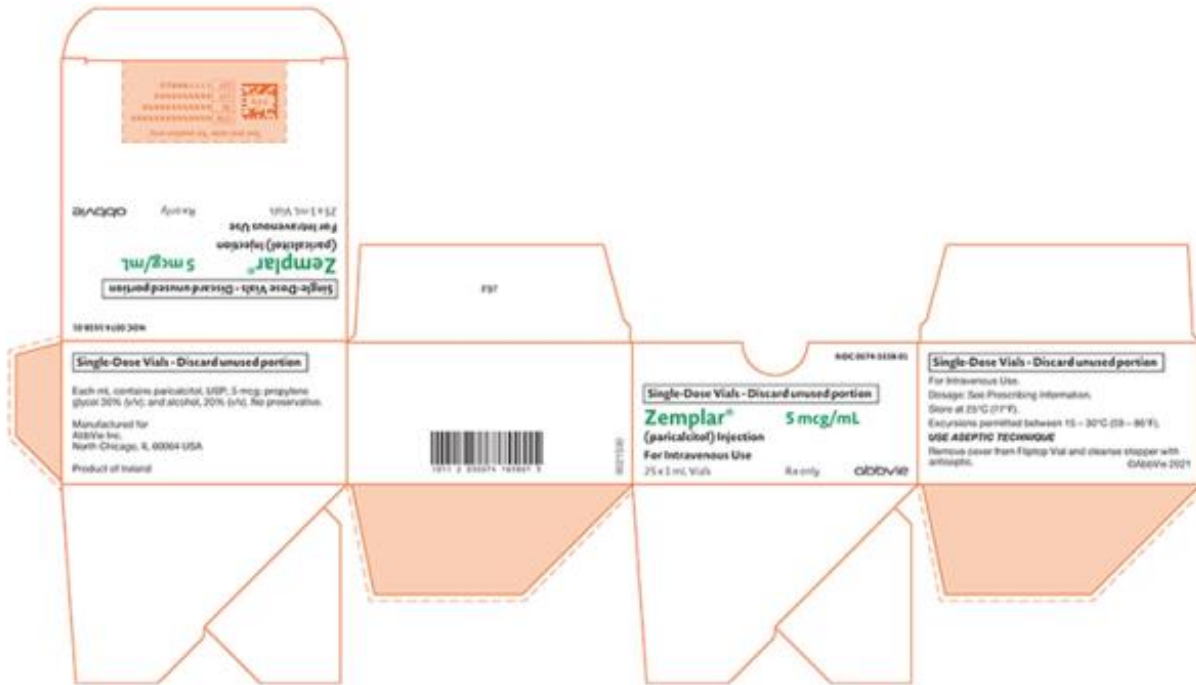 abbvie
Rx only
25 x 1 mL Vials
For Intravenous Use
(paricalcitol) Injection
Zemplar® 5 mcg/mL
Single-Dose Vials - Discard unused portion
Single-Dose Vials - Discard unused portion
Each mL contains paricalcitol, USP, 5 mcg; propylene
glycol 30% (v/v); and alcohol, 20% (v/v). No preservative.
Manufactured for
AbbVie Inc.
North Chicago, IL 60064 USA
Product of Ireland
Single-Dose Vials - Discard unused portion
Zemplar® 5 mcg/mL
(paricalcitol) Injection
For Intravenous Use
25 x 1 mL Vials Rx only abbvie
Single-Dose Vials - Discard unused portion
For Intravenous Use.
Dosage: See Prescribing Information.
Store at 25°C (77°F).
Excursions permitted between 15 – 30°C (59 – 86°F).
USE ASEPTIC TECHNIQUE
Remove cover from Fliptop Vial and cleanse stopper with
antiseptic. ©AbbVie 2021